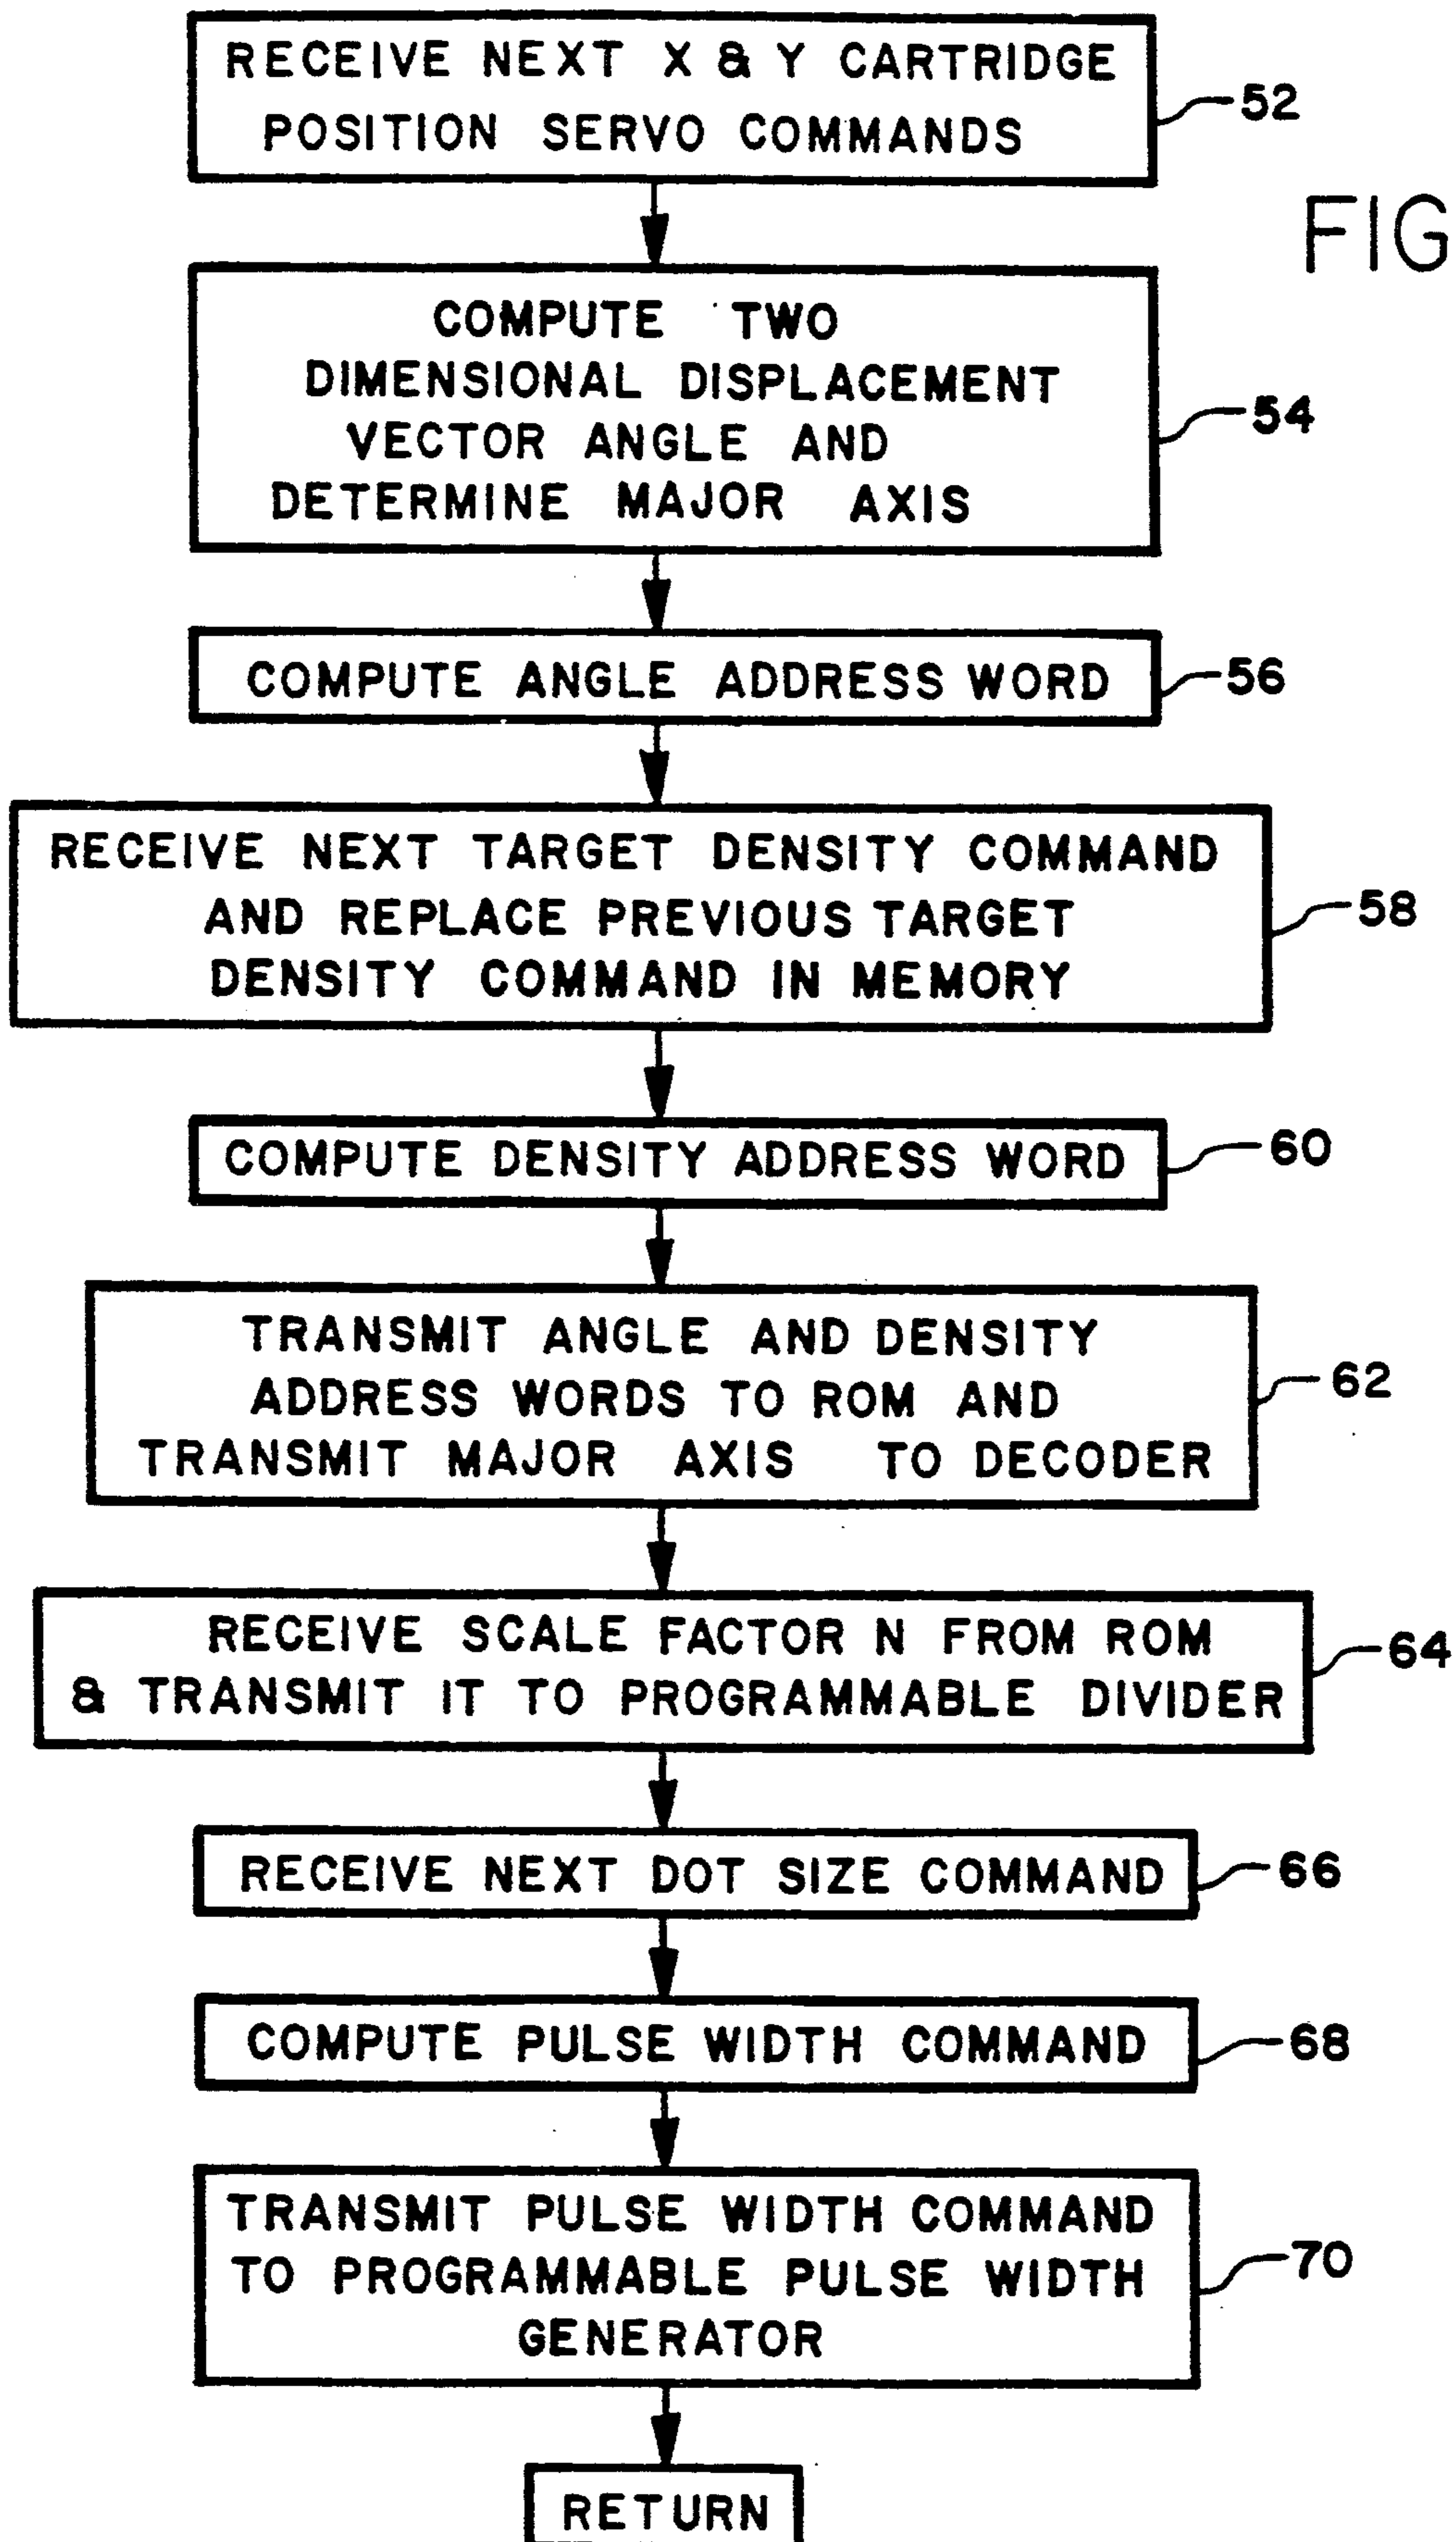 RECEIVE NEXT X & Y CARTRIDGE
POSITION SERVO COMMANDS
52
FIG
COMPUTE TWO
DIMENSIONAL DISPLACEMENT
VECTOR ANGLE AND
DETERMINE MAJOR AXIS
54
COMPUTE ANGLE ADDRESS WORD
56
RECEIVE NEXT TARGET DENSITY COMMAND
AND REPLACE PREVIOUS TARGET
DENSITY COMMAND IN MEMORY
58
COMPUTE DENSITY ADDRESS WORD
60
TRANSMIT ANGLE AND DENSITY
ADDRESS WORDS TO ROM AND
TRANSMIT MAJOR AXIS TO DECODER
62
RECEIVE SCALE FACTOR N FROM ROM
& TRANSMIT IT TO PROGRAMMABLE DIVIDER
64
RECEIVE NEXT DOT SIZE COMMAND
66
COMPUTE PULSE WIDTH COMMAND
68
TRANSMIT PULSE WIDTH COMMAND
TO PROGRAMMABLE PULSE WIDTH
GENERATOR
70
RETURN